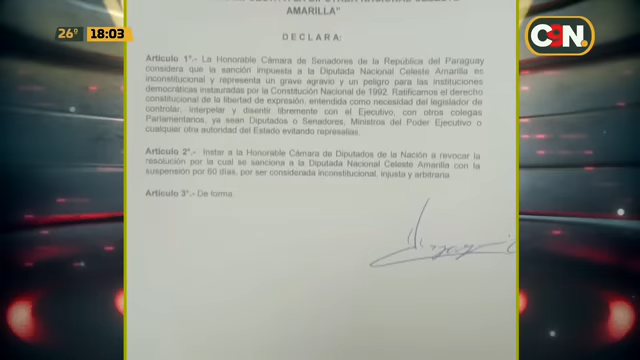 26°
18:03
C9N.
AMARILLA"
DECLARA:
Artículo 1°.- La Honorable Cámara de Senadores de la República del Paraguay
considera que la sanción impuesta a la Diputada Nacional Celeste Amarilla es
inconstitucional y representa un grave agravio y un peligro para las instituciones
democráticas instauradas por la Constitución Nacional de 1992. Ratificamos el derecho
constitucional de la libertad de expresión, entendida como necesidad del legislador de
controlar, interpelar y disentir libremente con el Ejecutivo, con otros colegas
Parlamentarios, ya sean Diputados o Senadores, Ministros del Poder Ejecutivo o
cualquier otra autoridad del Estado evitando represalias.
Artículo 2°.- Instar a la Honorable Cámara de Diputados de la Nación a revocar la
resolución por la cual se sanciona a la Diputada Nacional Celeste Amarilla con la
suspensión por 60 días, por ser considerada inconstitucional, injusta y arbitraria.
Artículo 3°.- De forma.